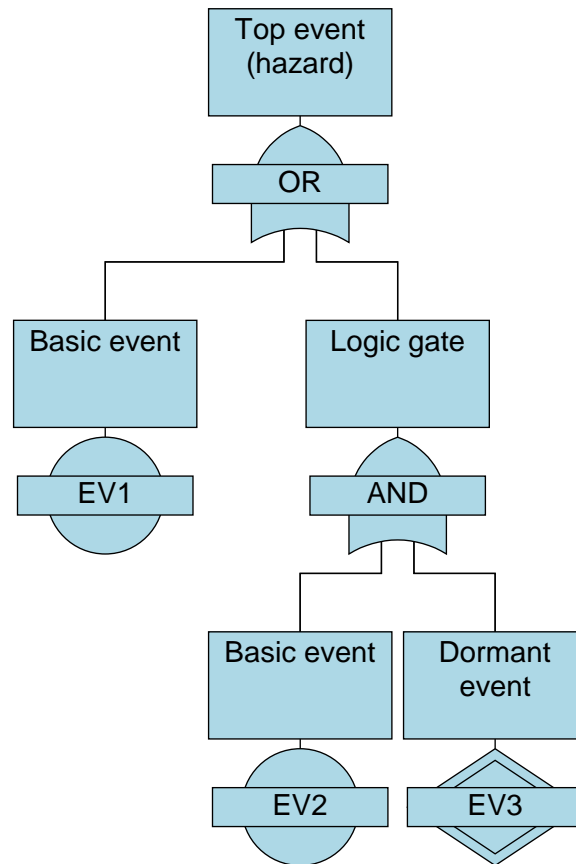 Top event
(hazard)
OR
Basic event
Logic gate
EV1
AND
Basic event
Dormant
event
EV2
EV3